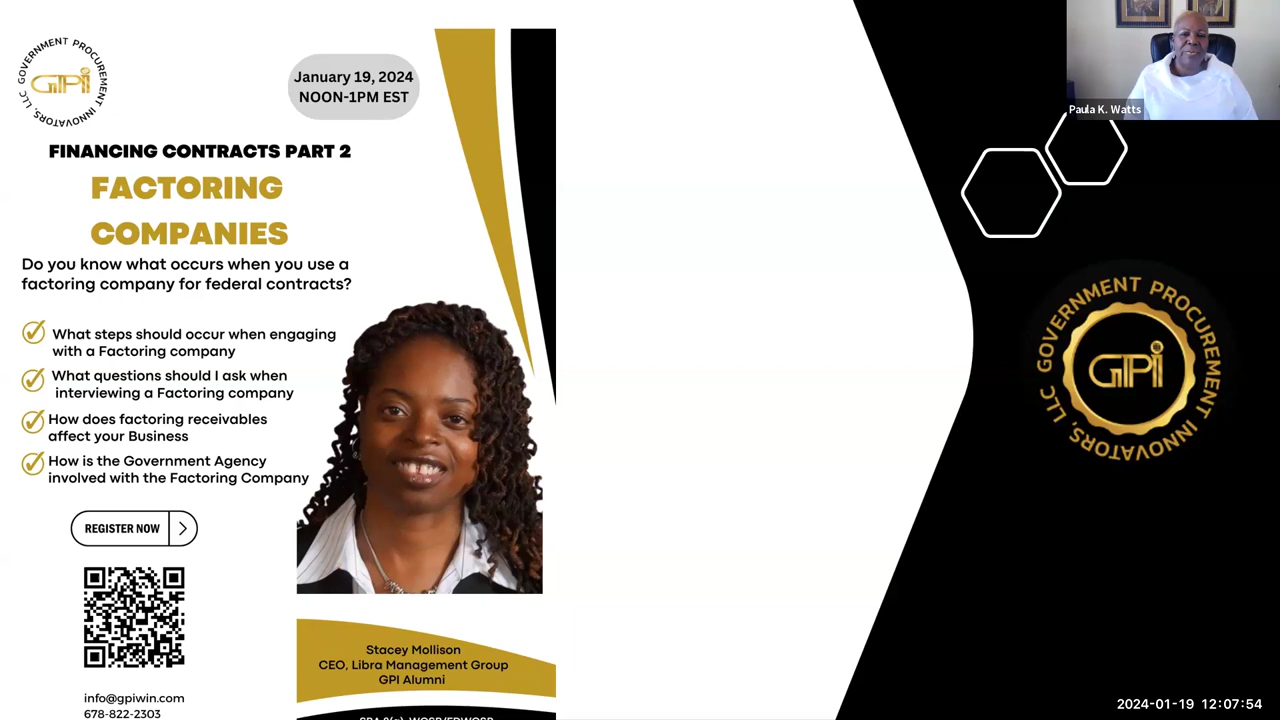 GOVERNMENT PROCUREMENT INNOVATORS, LLC
GPi
January 19, 2024
NOON-1PM EST
FINANCING CONTRACTS PART 2
FACTORING
COMPANIES
Do you know what occurs when you use a
factoring company for federal contracts?
What steps should occur when engaging
with a Factoring company
What questions should I ask when
interviewing a Factoring company
How does factoring receivables
affect your Business
How is the Government Agency
involved with the Factoring Company
REGISTER NOW
info@gpiwin.com
678-822-2303
Stacey Mollison
CEO, Libra Management Group
GPI Alumni
SBA 8(a), WOSB/EDWOSB
Paula K. Watts
GOVERNMENT PROCUREMENT INNOVATORS, LLC
GPi
2024-01-19 12:07:54